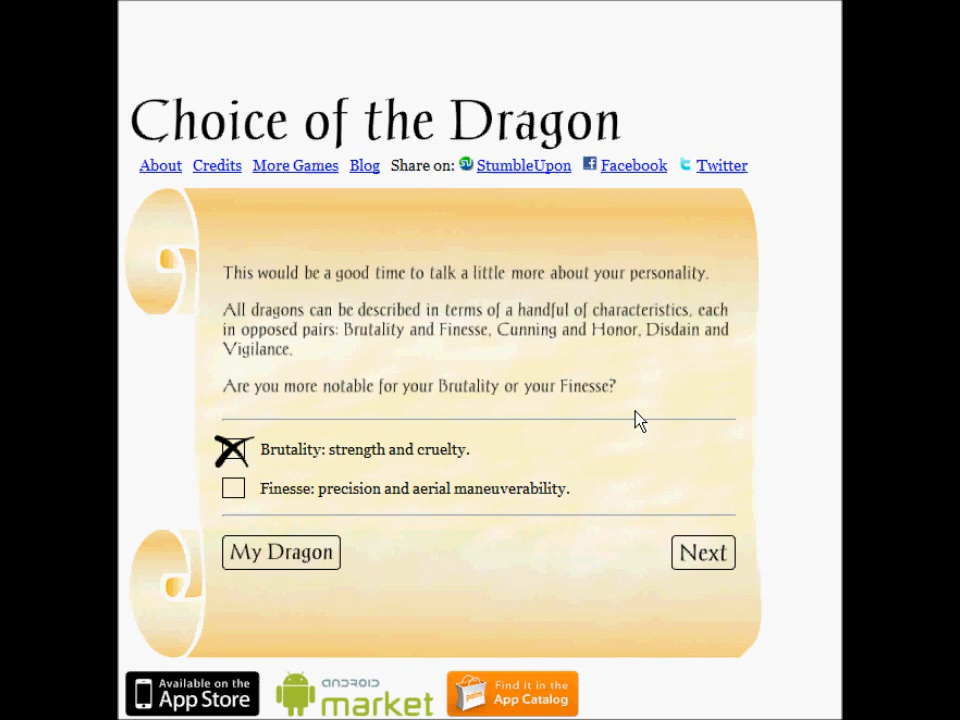 Choice of the Dragon
About Credits More Games Blog Share on: StumbleUpon Facebook Twitter
This would be a good time to talk a little more about your personality.
All dragons can be described in terms of a handful of characteristics, each
in opposed pairs: Brutality and Finesse, Cunning and Honor, Disdain and
Vigilance.
Are you more notable for your Brutality or your Finesse?
Brutality: strength and cruelty.
Finesse: precision and aerial maneuverability.
My Dragon Next
Available on the
App Store
ANDROID
market
palm
Find it in the
App Catalog